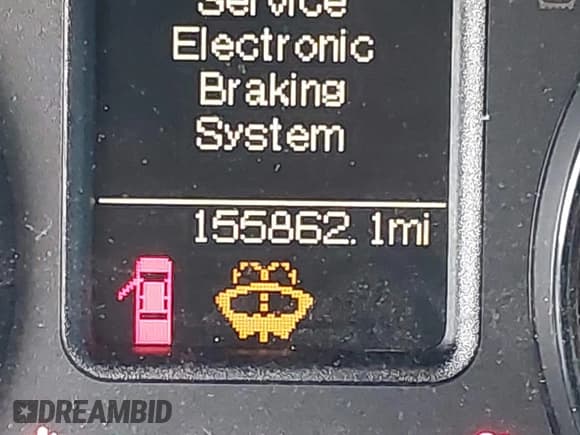 Service
Electronic
Braking
System
155862.1mi
DREAMBID